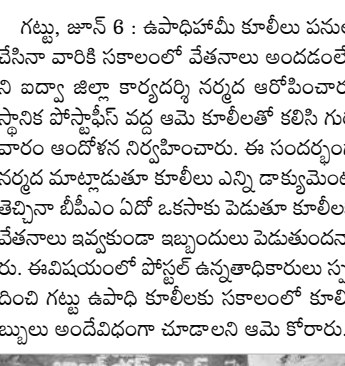 గట్టు, జూన్ 6 : ఉపాధిహామీ కూలీలు పనుల
చేసినా వారికి సకాలంలో వేతనాలు అందడంలే
ని ఐద్వా జిల్లా కార్యదర్శి నర్మద ఆరోపించార
స్థానిక పోస్టాఫీస్ వద్ద ఆమె కూలీలతో కలిసి గు
వారం ఆందోళన నిర్వహించారు. ఈ సందర్భం
నర్మద మాట్లాడుతూ కూలీలు ఎన్ని డాక్యుమెం
తెచ్చినా బీపీఎం ఏదో ఒకసాకు పెడుతూ కూలీల
వేతనాలు ఇవ్వకుండా ఇబ్బందులు పెడుతుందన
రు. ఈవిషయంలో పోస్టల్ ఉన్నతాధికారులు స్ప
దించి గట్టు ఉపాధి కూలీలకు సకాలంలో కూలీ
బ్బులు అందేవిధంగా చూడాలని ఆమె కోరారు.